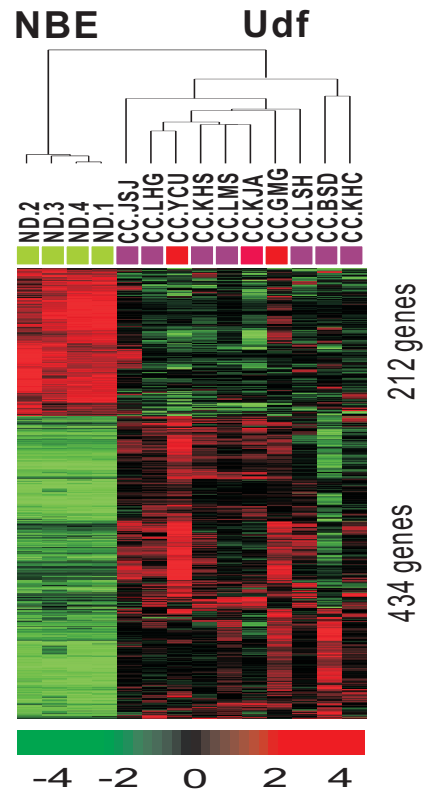 NBE Udf
ND.2 ND.3 ND.4 ND.1 CC.JSJ CC.LHG CC.YCU CC.KHS CC.LMS CC.KJA CC.GMG CC.LSH CC.BSD CC.KHC
212 genes
434 genes
-4 -2 0 2 4